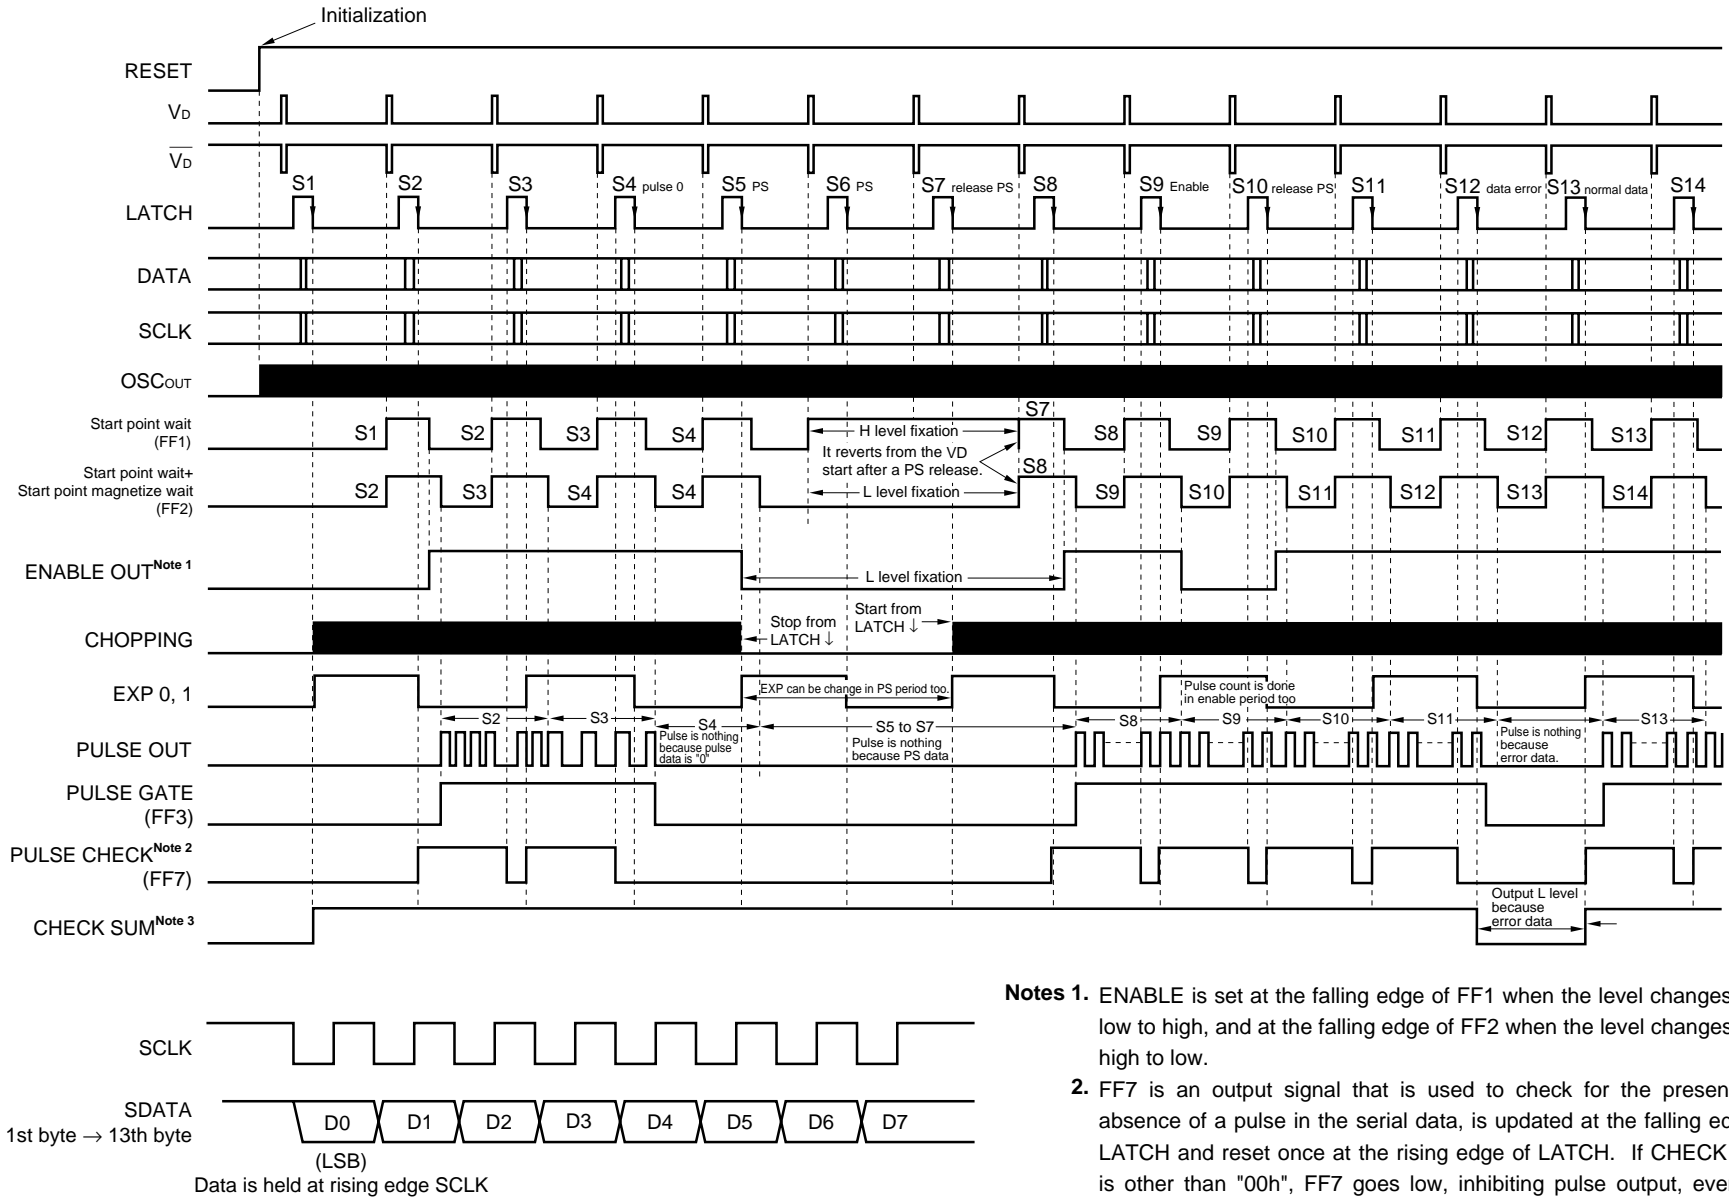 Initialization
RESET
VD
VD
S1
S2
S3
S4 pulse 0
S5 PS
S6 PS
S7 release PS
S8
S9 Enable
S10 release PS
S11
S12 data error
S13 normal data
S14
LATCH
DATA
SCLK
OSCOUT
Start point wait
(FF1)
S1
S2
S3
S4
H level fixation
S7
S8
S9
S10
S11
S12
S13
It reverts from the VD
start after a PS release.
Start point wait+
Start point magnetize wait
(FF2)
S2
S3
S4
S4
L level fixation
S8
S9
S10
S11
S12
S13
S14
ENABLE OUT Note 1
L level fixation
CHOPPING
Stop from
LATCH ↓
Start from
LATCH ↓
EXP 0, 1
EXP can be change in PS period too.
Pulse count is done
in enable period too
S2
S3
S4
S5 to S7
S8
S9
S10
S11
S13
PULSE OUT
Pulse is nothing
because pulse
data is "0"
Pulse is nothing
because PS data
Pulse is nothing
because
error data.
PULSE GATE
(FF3)
PULSE CHECK Note 2
(FF7)
CHECK SUM Note 3
Output L level
because
error data
SCLK
SDATA
1st byte → 13th byte
D0
D1
D2
D3
D4
D5
D6
D7
(LSB)
Data is held at rising edge SCLK
Notes 1. ENABLE is set at the falling edge of FF1 when the level changes
low to high, and at the falling edge of FF2 when the level changes
high to low.
2. FF7 is an output signal that is used to check for the presen
absence of a pulse in the serial data, is updated at the falling ed
LATCH and reset once at the rising edge of LATCH. If CHECK
is other than "00h", FF7 goes low, inhibiting pulse output, eve